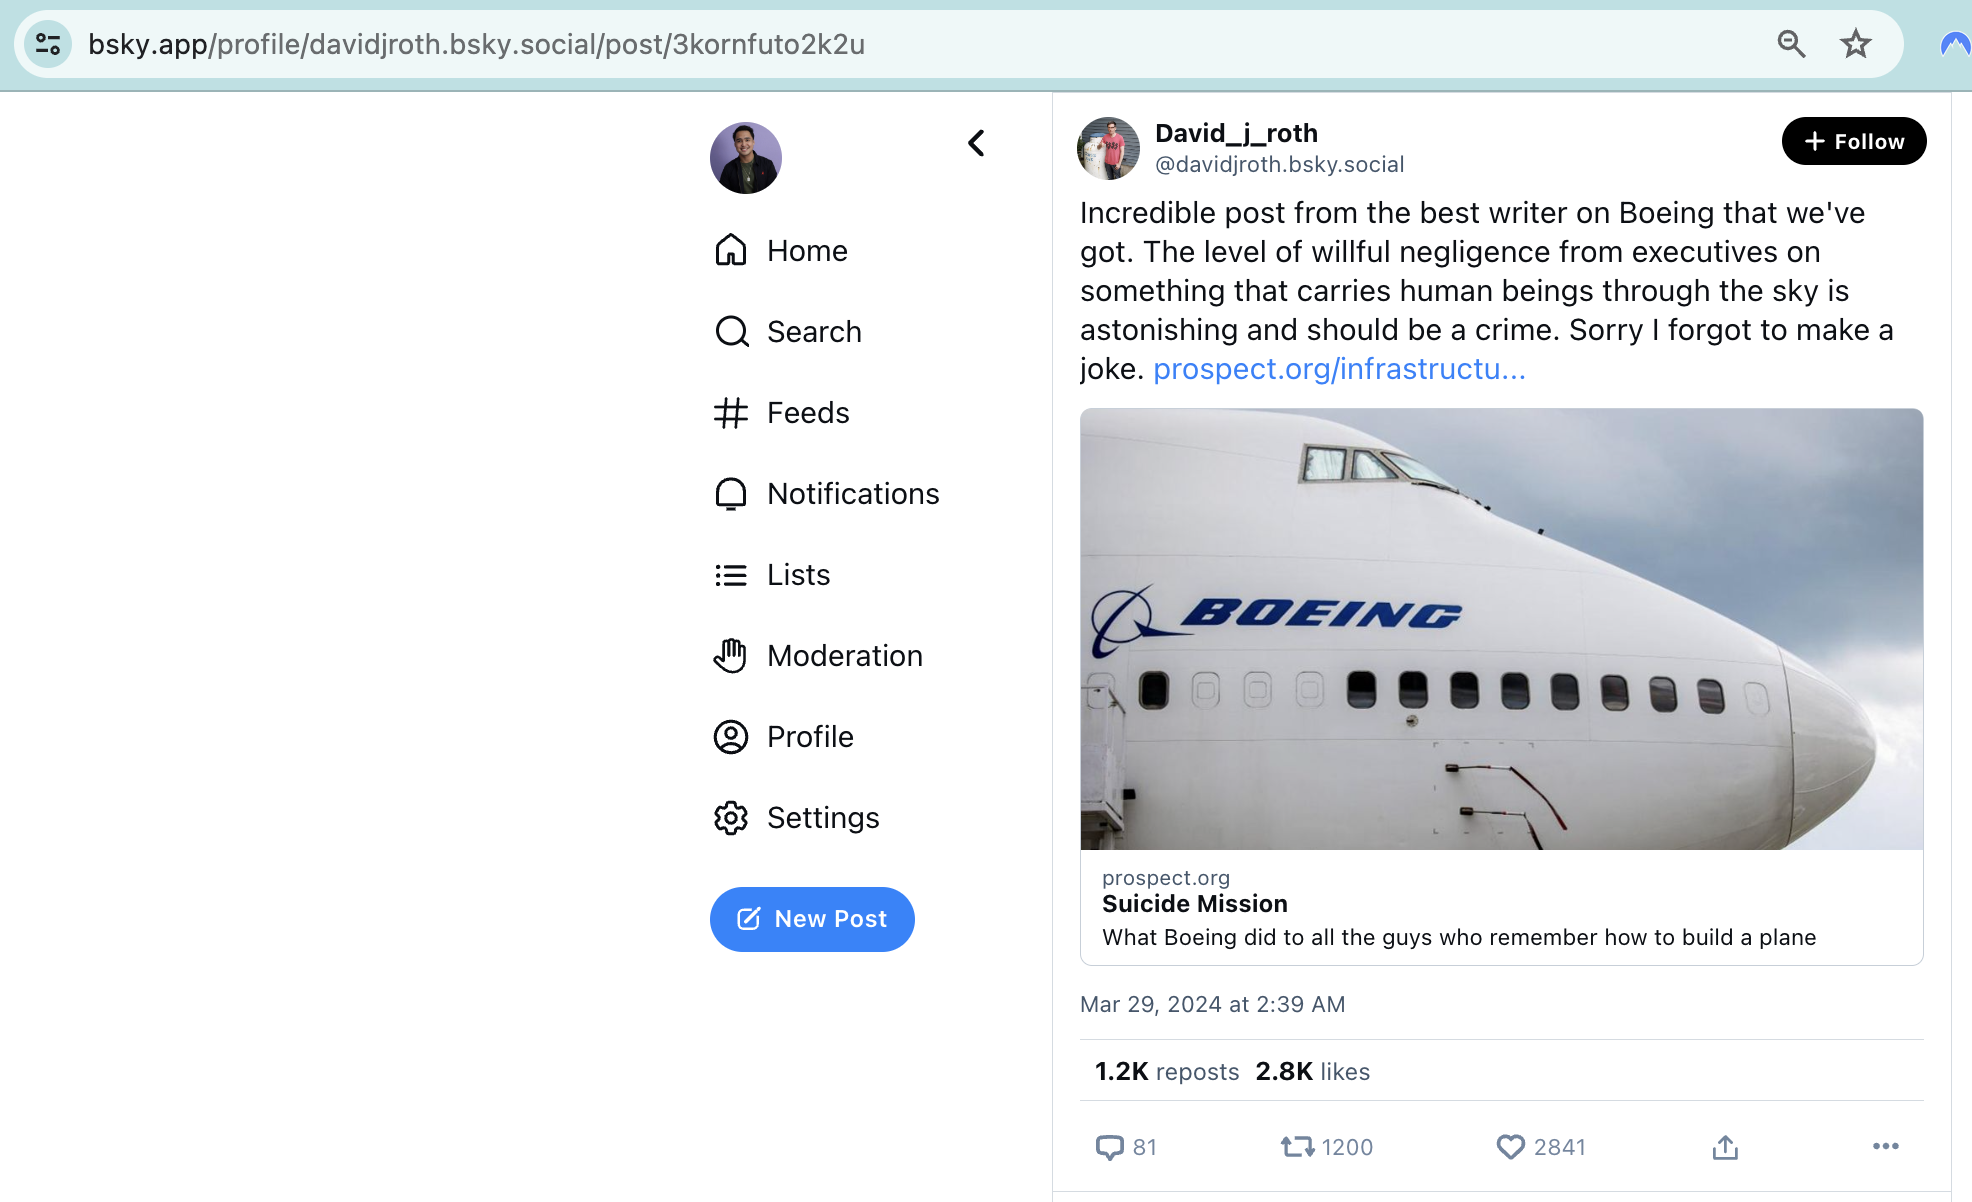 bsky.app/profile/davidjroth.bsky.social/post/3kornfuto2k2u
Home
Search
Feeds
Notifications
Lists
Moderation
Profile
Settings
New Post
David_j_roth
@davidjroth.bsky.social
+ Follow
Incredible post from the best writer on Boeing that we've
got. The level of willful negligence from executives on
something that carries human beings through the sky is
astonishing and should be a crime. Sorry I forgot to make a
joke. prospect.org/infrastructu...
BOEING
prospect.org
Suicide Mission
What Boeing did to all the guys who remember how to build a plane
Mar 29, 2024 at 2:39 AM
1.2K reposts 2.8K likes
81 1200 2841